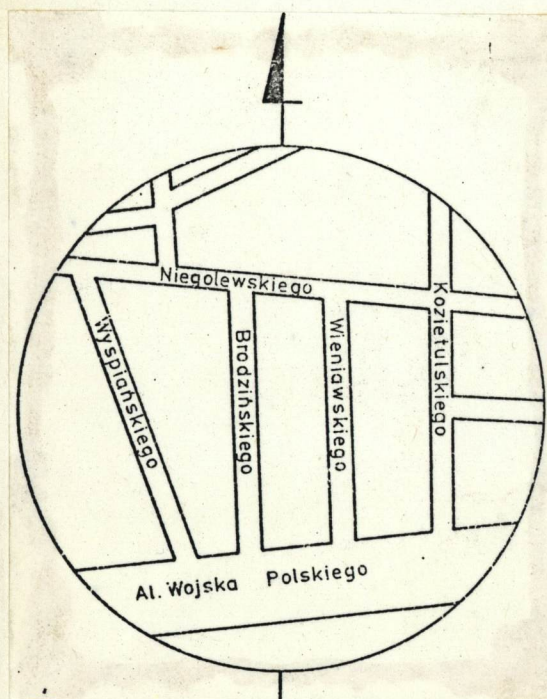 Niegolewskiego
Wyspiańskiego
Brodzińskiego
Wieniawskiego
Kozietulskiego
Al. Wojska Polskiego